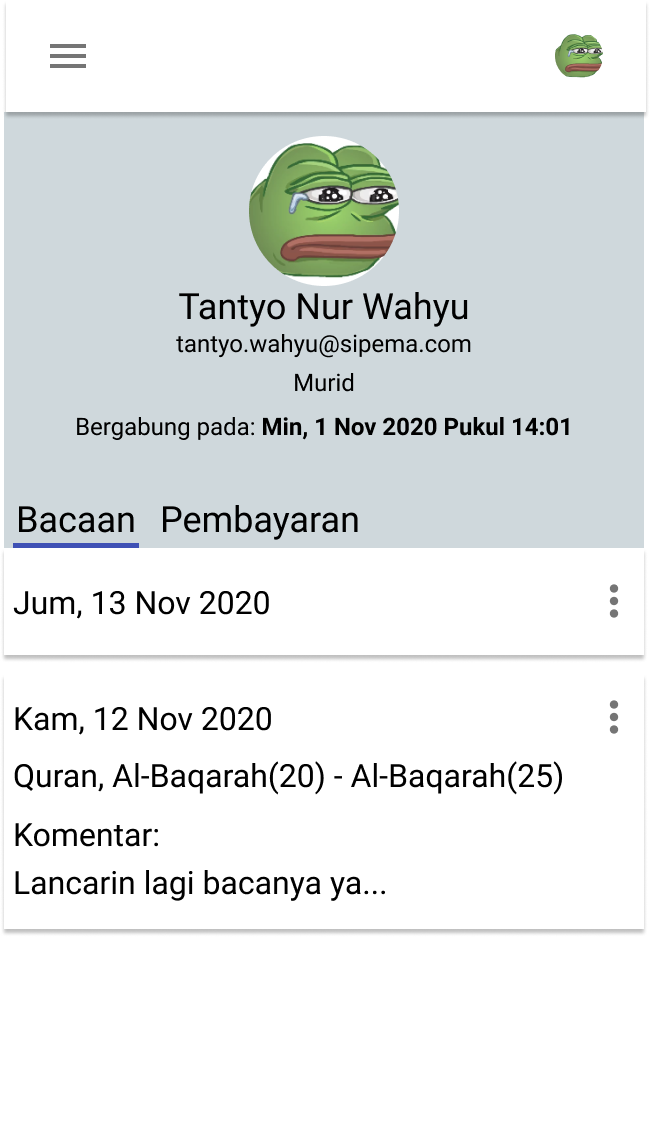 Tantyo Nur Wahyu
tantyo.wahyu@sipema.com
Murid
Bergabung pada: Min, 1 Nov 2020 Pukul 14:01
Bacaan Pembayaran
Jum, 13 Nov 2020
Kam, 12 Nov 2020
Quran, Al-Baqarah(20) - Al-Baqarah(25)
Komentar:
Lancarin lagi bacanya ya...